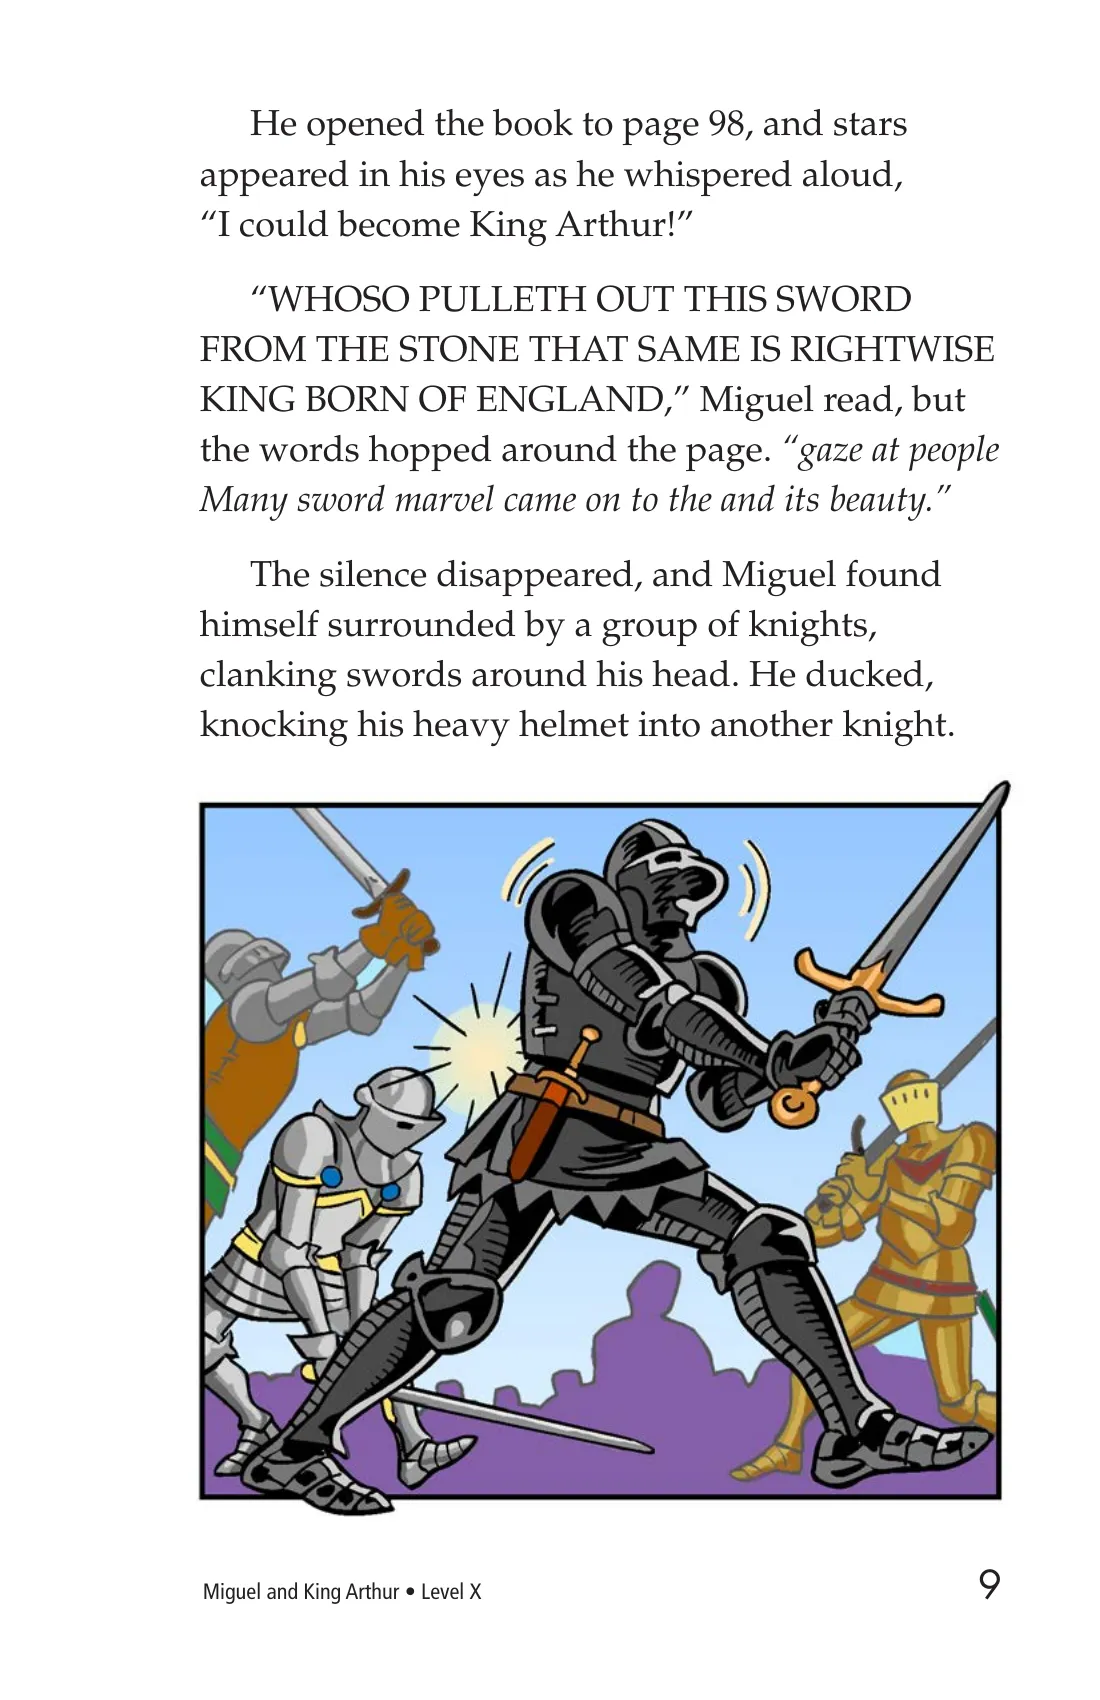 He opened the book to page 98, and stars
appeared in his eyes as he whispered aloud,
“I could become King Arthur!”
“WHOSO PULLETH OUT THIS SWORD
FROM THE STONE THAT SAME IS RIGHTWISE
KING BORN OF ENGLAND,” Miguel read, but
the words hopped around the page. “gaze at people
Many sword marvel came on to the and its beauty.”
The silence disappeared, and Miguel found
himself surrounded by a group of knights,
clanking swords around his head. He ducked,
knocking his heavy helmet into another knight.
Miguel and King Arthur • Level X
9